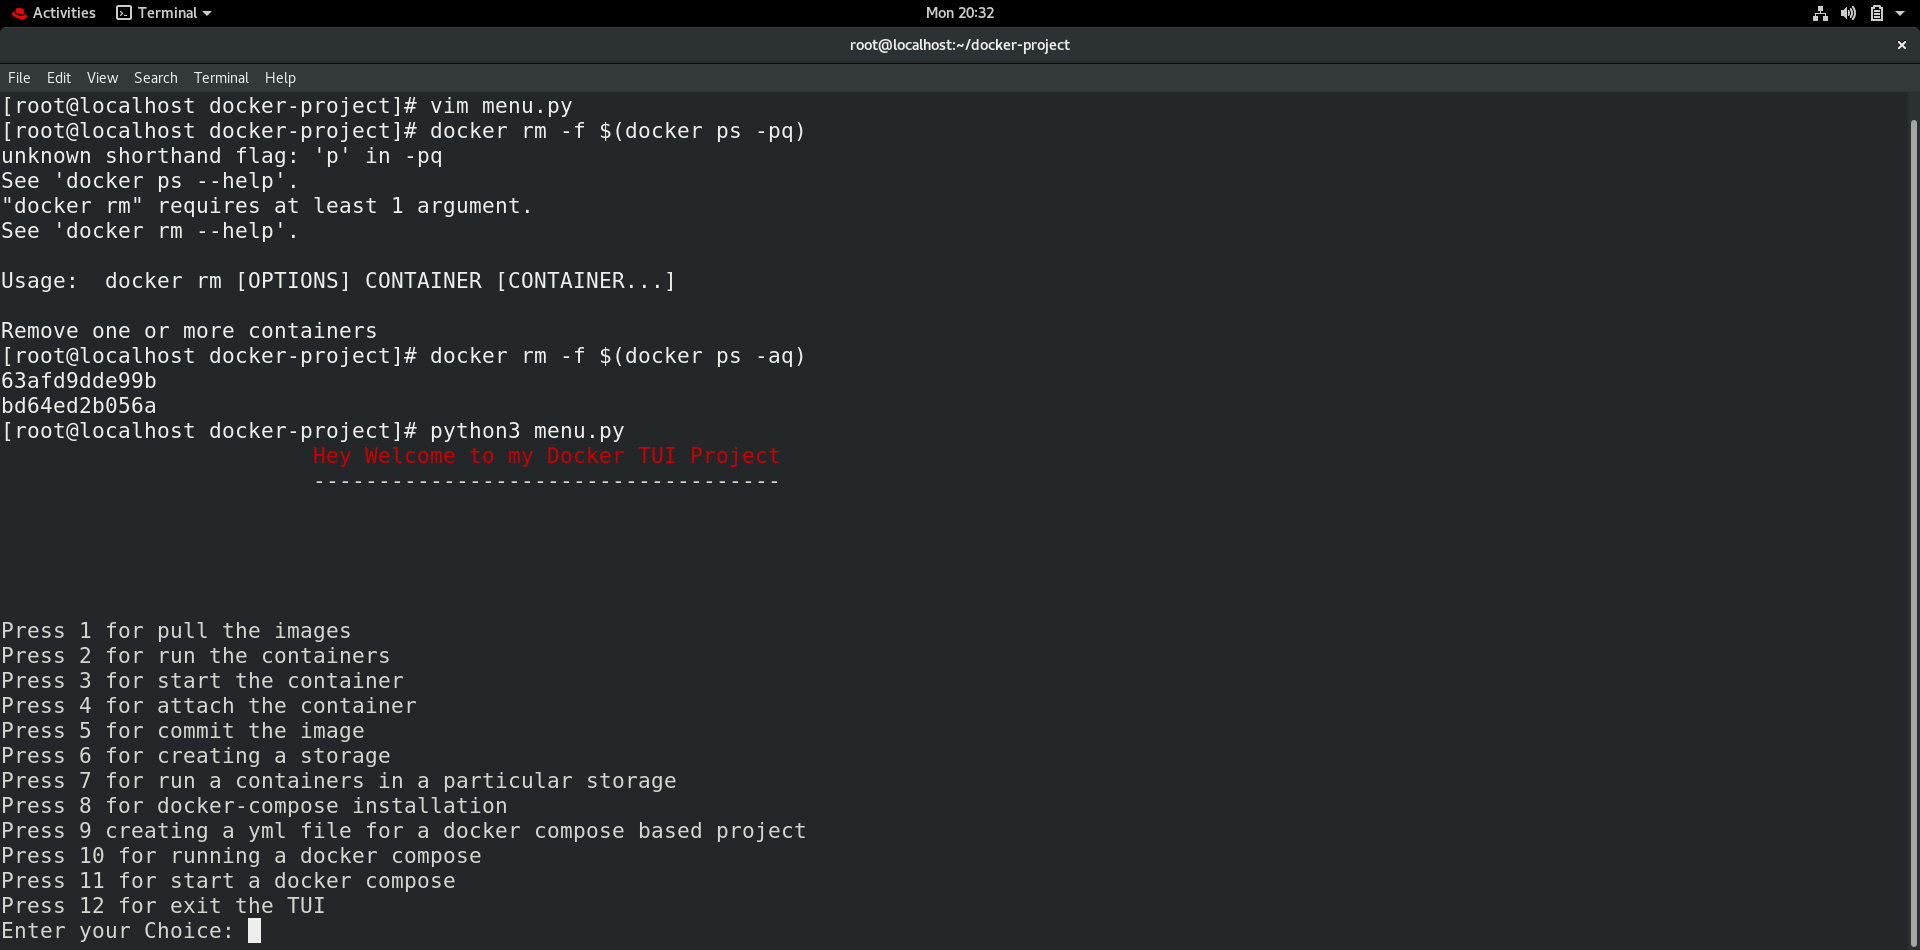 Activities Terminal Mon 20:32
root@localhost:~/docker-project ×
File Edit View Search Terminal Help
[root@localhost docker-project]# vim menu.py
[root@localhost docker-project]# docker rm -f $(docker ps -pq)
unknown shorthand flag: 'p' in -pq
See 'docker ps --help'.
"docker rm" requires at least 1 argument.
See 'docker rm --help'.
Usage:  docker rm [OPTIONS] CONTAINER [CONTAINER...]
Remove one or more containers
[root@localhost docker-project]# docker rm -f $(docker ps -aq)
63afd9dde99b
bd64ed2b056a
[root@localhost docker-project]# python3 menu.py
Hey Welcome to my Docker TUI Project
------------------------------------
Press 1 for pull the images
Press 2 for run the containers
Press 3 for start the container
Press 4 for attach the container
Press 5 for commit the image
Press 6 for creating a storage
Press 7 for run a containers in a particular storage
Press 8 for docker-compose installation
Press 9 creating a yml file for a docker compose based project
Press 10 for running a docker compose
Press 11 for start a docker compose
Press 12 for exit the TUI
Enter your Choice: